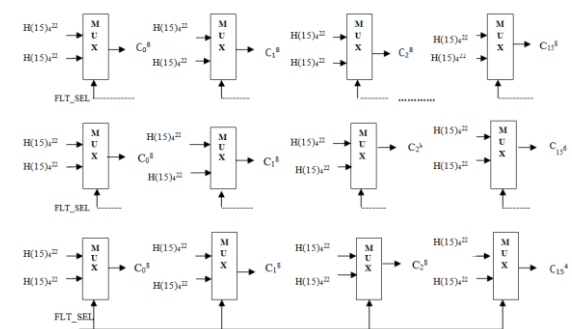 H(15)₄²² M U X C₀⁸ H(15)₄²² M U X C₁⁸ H(15)₄²² M U X C₂⁸ H(15)₄²² M U X C₁₅⁸
H(15)₄²² H(15)₄²² H(15)₄²² H(15)₄²²
FLT_SEL
H(15)₄²² M U X C₀⁸ H(15)₄²² M U X C₁⁸ H(15)₄²² M U X H(15)₄²² M U X C₁₅⁶
H(15)₄²² H(15)₄²² H(15)₄²² H(15)₄²²
FLT_SEL
H(15)₄²² M U X C₀⁸ H(15)₄²² M U X C₁⁸ H(15)₄²² M U X C₂⁸ H(15)₄²² M U X C₁₅⁴
H(15)₄²² H(15)₄²² H(15)₄²² H(15)₄²²
FLT_SEL